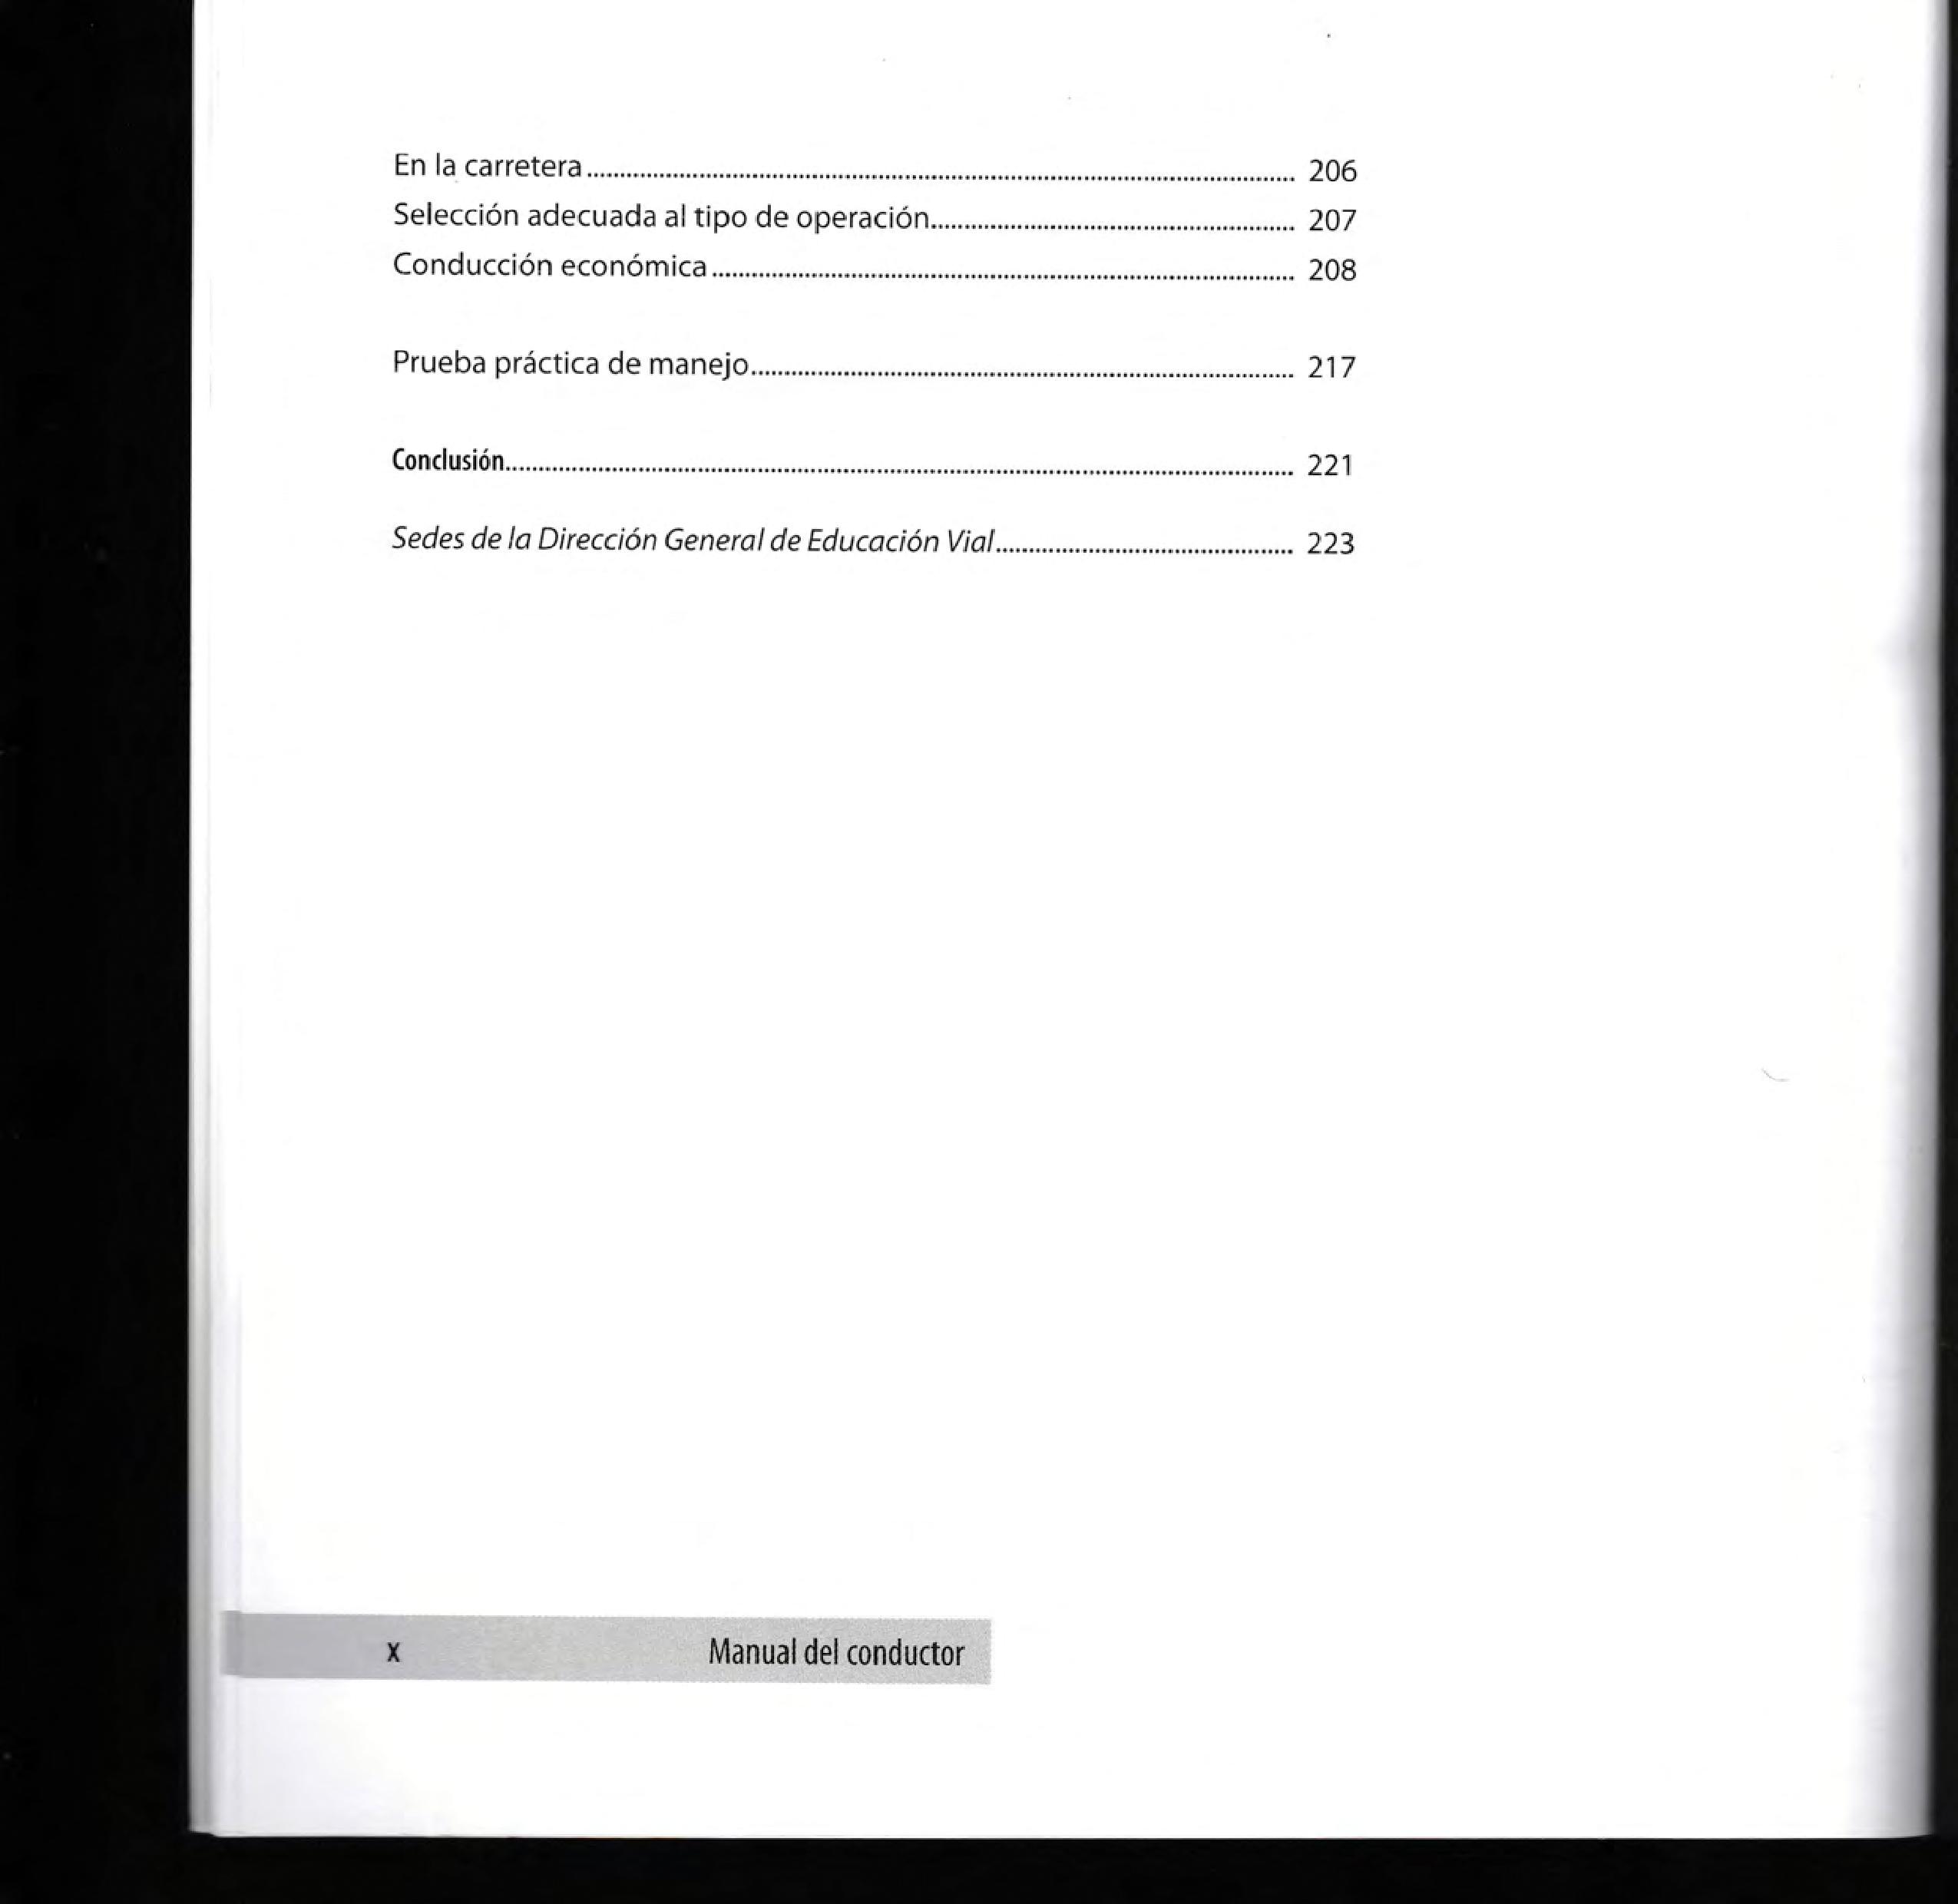 En la carretera.......... 206
Selección adecuada al tipo de operación.......... 207
Conducción económica.......... 208
Prueba práctica de manejo.......... 217
Conclusión.......... 221
Sedes de la Dirección General de Educación Vial.......... 223
x Manual del conductor